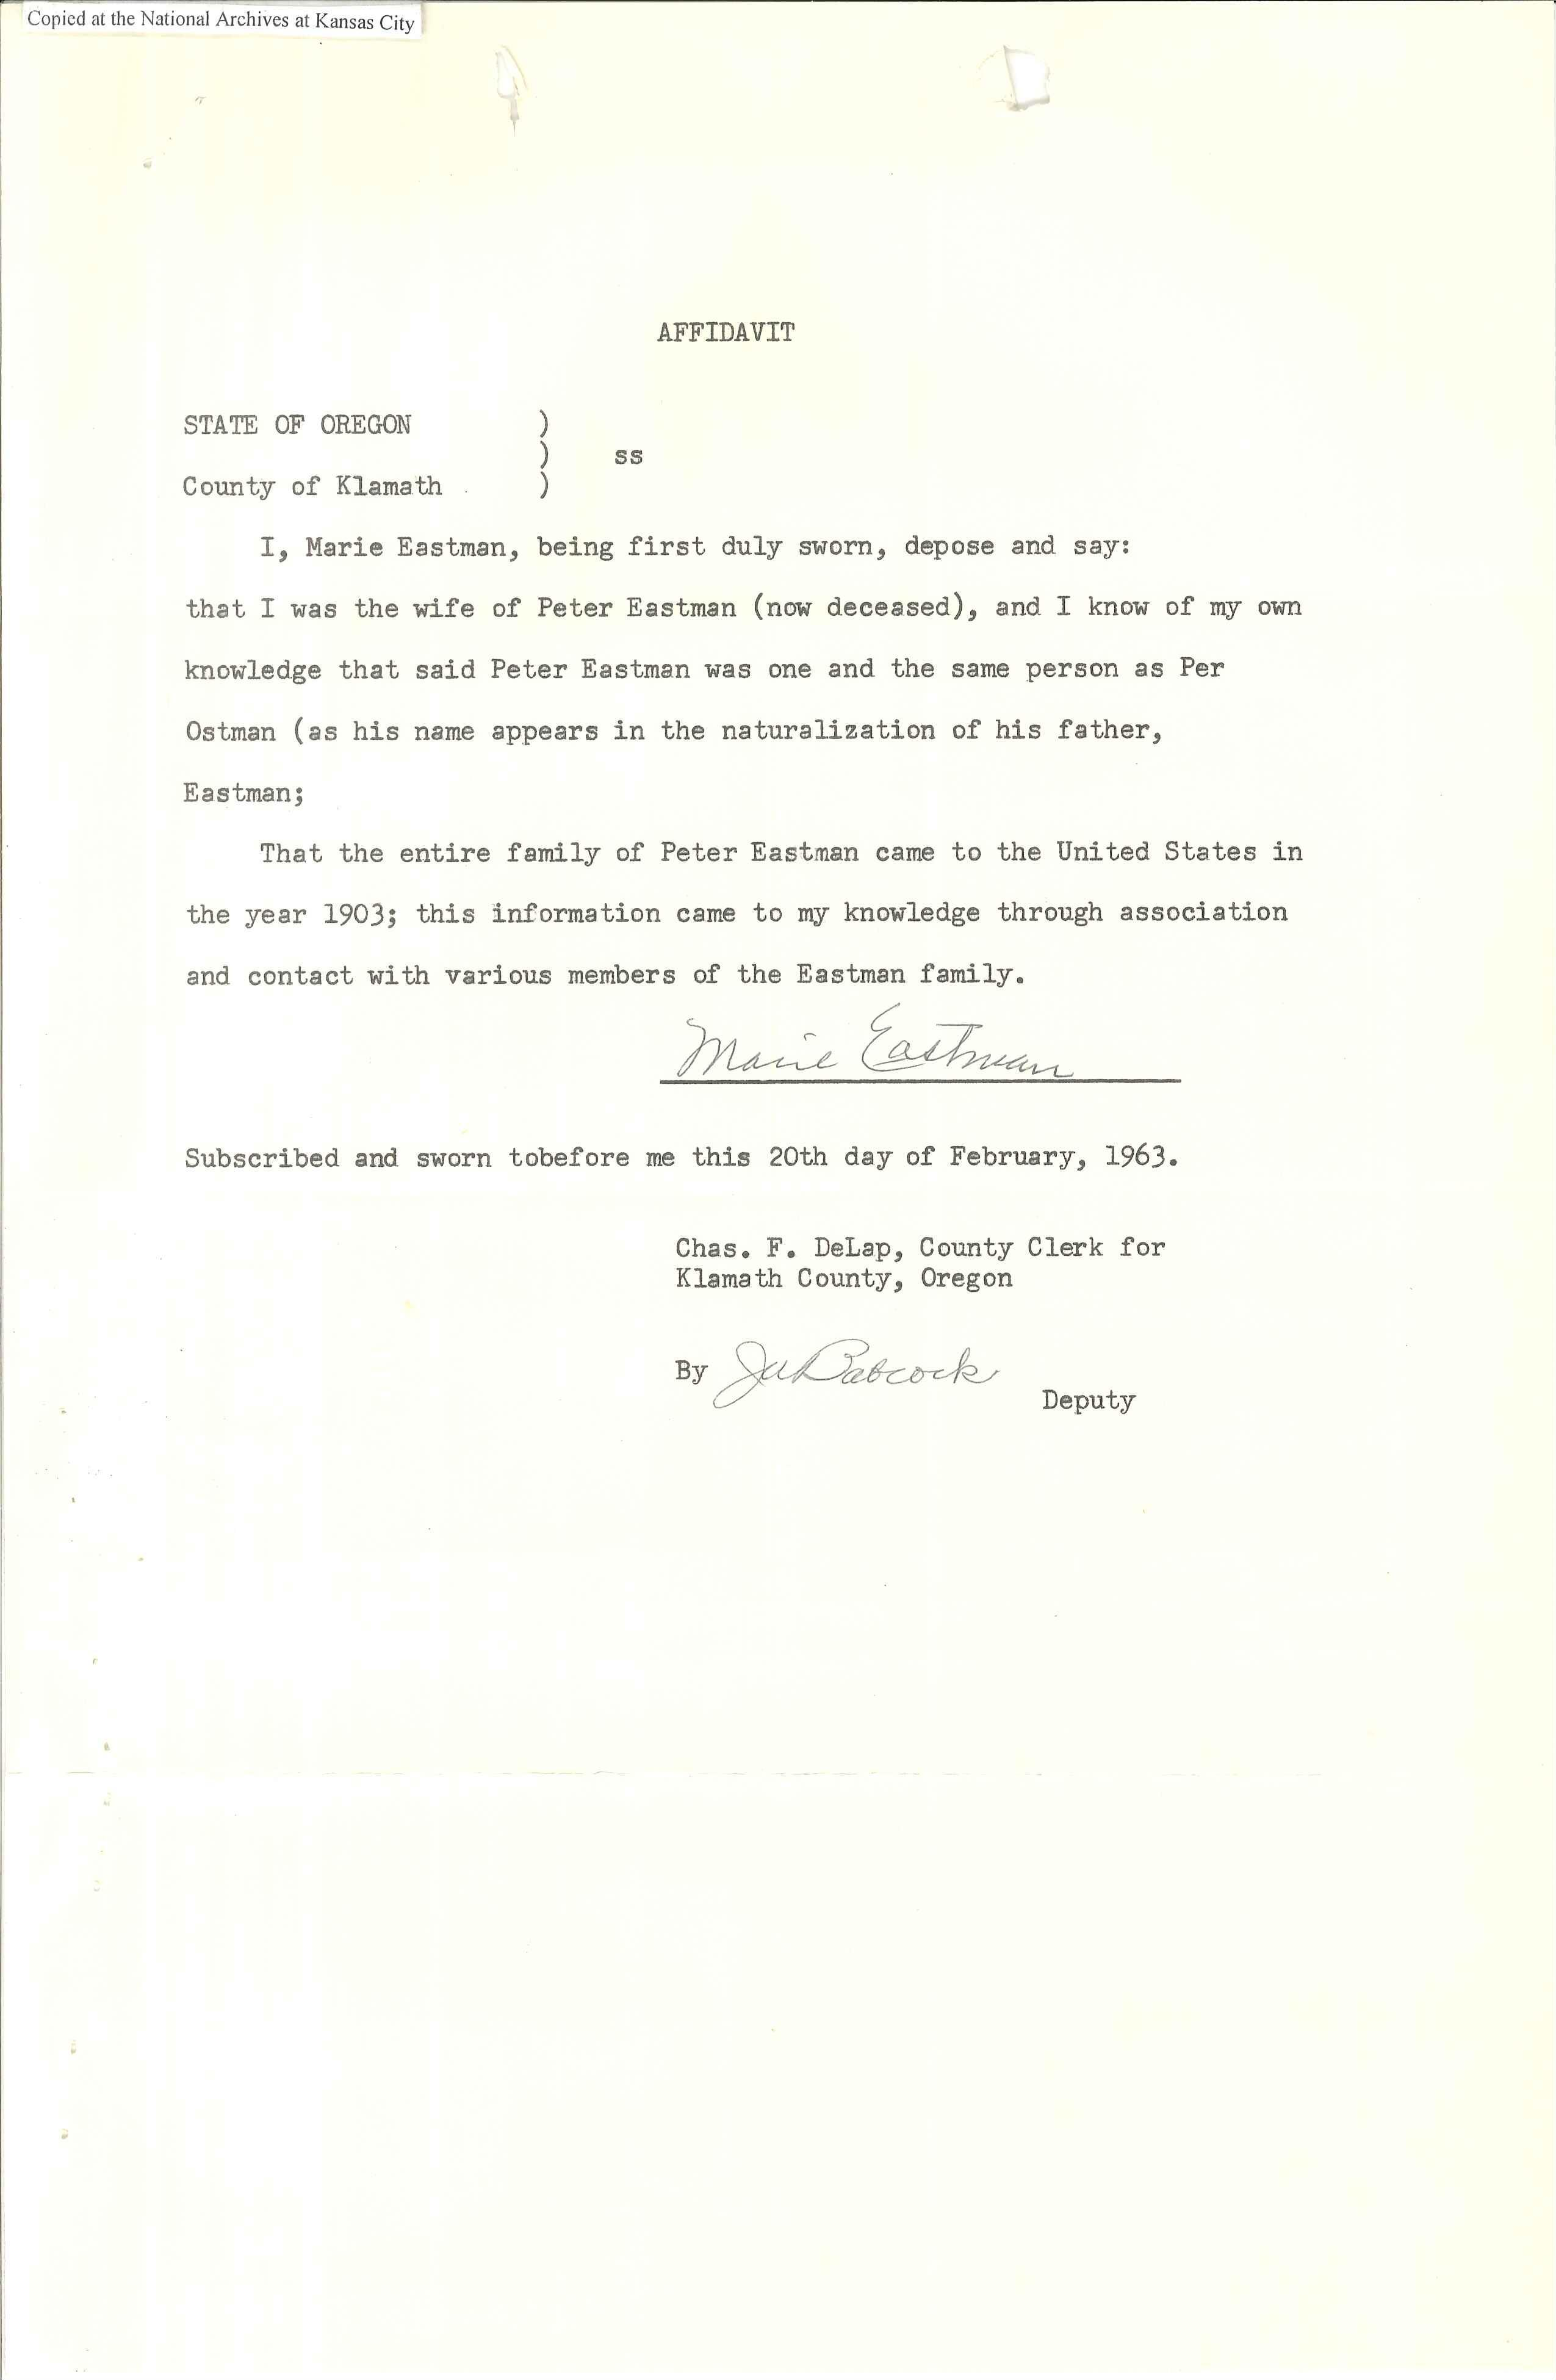 Copied at the National Archives at Kansas City
AFFIDAVIT
STATE OF OREGON )
) ss
County of Klamath )
I, Marie Eastman, being first duly sworn, depose and say:
that I was the wife of Peter Eastman (now deceased), and I know of my own
knowledge that said Peter Eastman was one and the same person as Per
Ostman (as his name appears in the naturalization of his father,
Eastman;
That the entire family of Peter Eastman came to the United States in
the year 1903; this information came to my knowledge through association
and contact with various members of the Eastman family.
Marie Eastman
Subscribed and sworn tobefore me this 20th day of February, 1963.
Chas. F. DeLap, County Clerk for
Klamath County, Oregon
By Babcock
Deputy